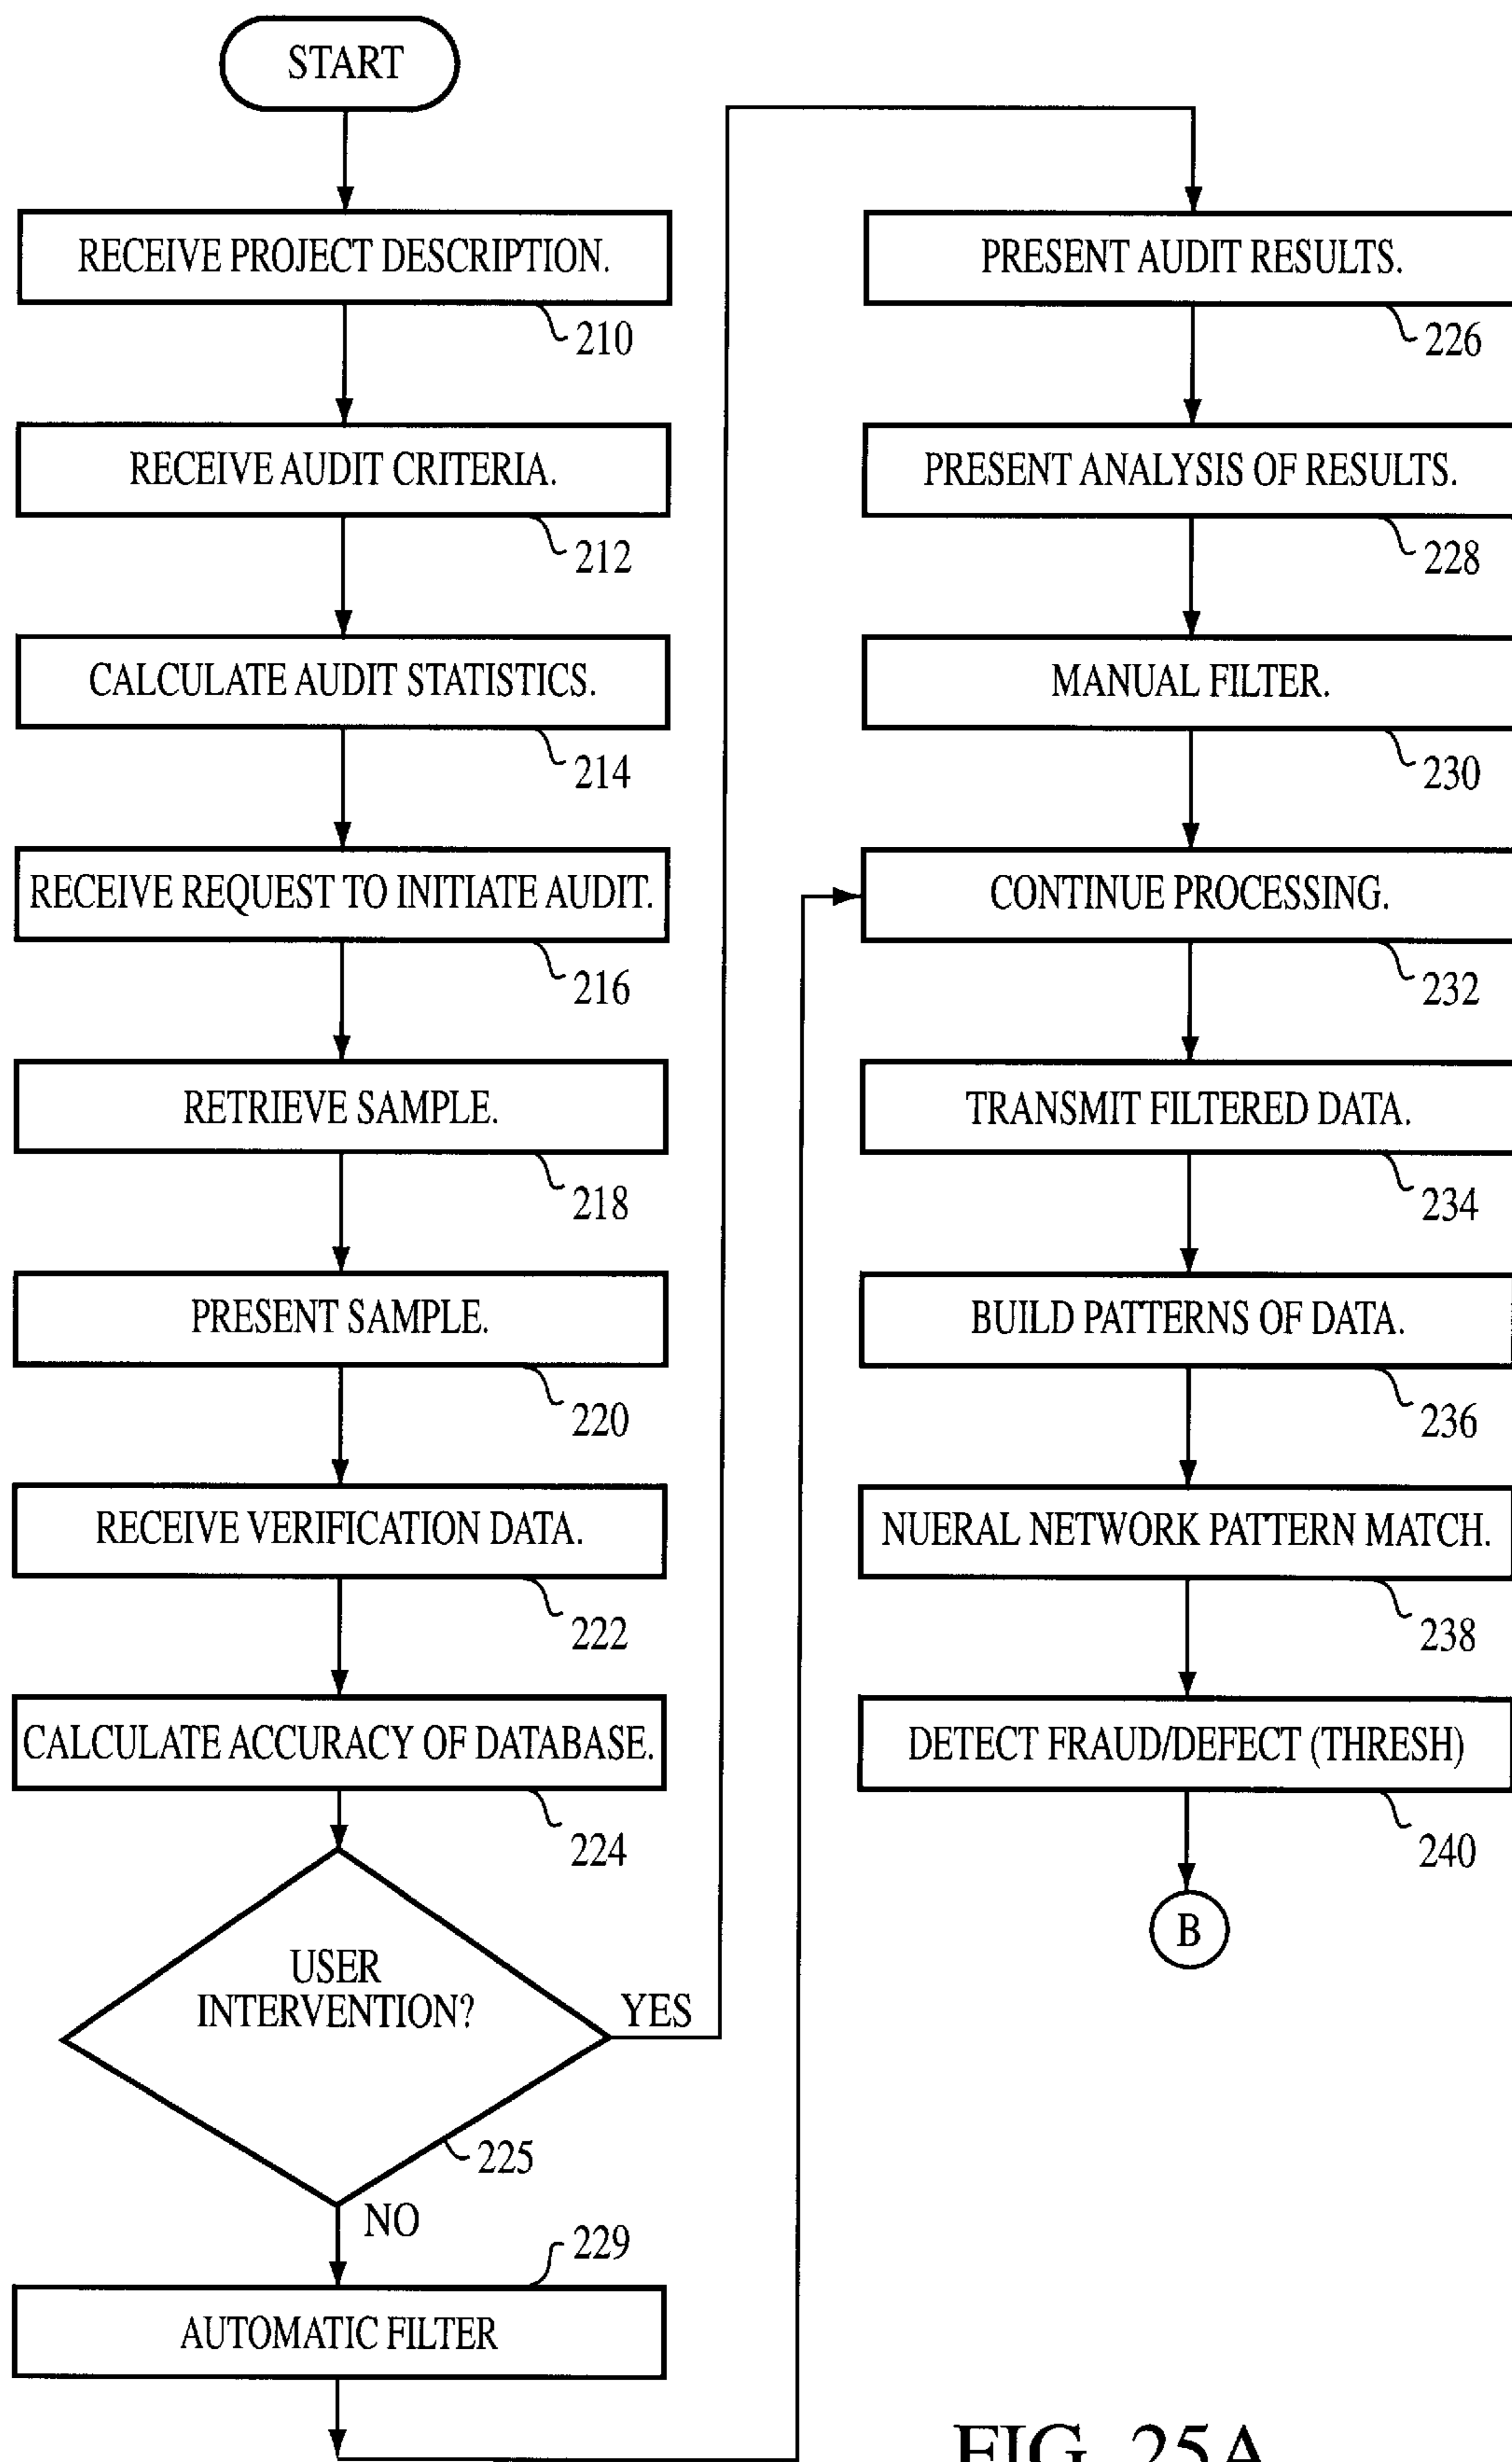 START
RECEIVE PROJECT DESCRIPTION.
210
RECEIVE AUDIT CRITERIA.
212
CALCULATE AUDIT STATISTICS.
214
RECEIVE REQUEST TO INITIATE AUDIT.
216
RETRIEVE SAMPLE.
218
PRESENT SAMPLE.
220
RECEIVE VERIFICATION DATA.
222
CALCULATE ACCURACY OF DATABASE.
224
USER
INTERVENTION?
YES
225
NO
229
AUTOMATIC FILTER
PRESENT AUDIT RESULTS.
226
PRESENT ANALYSIS OF RESULTS.
228
MANUAL FILTER.
230
CONTINUE PROCESSING.
232
TRANSMIT FILTERED DATA.
234
BUILD PATTERNS OF DATA.
236
NUERAL NETWORK PATTERN MATCH.
238
DETECT FRAUD/DEFECT (THRESH)
240
B
FIG. 25A